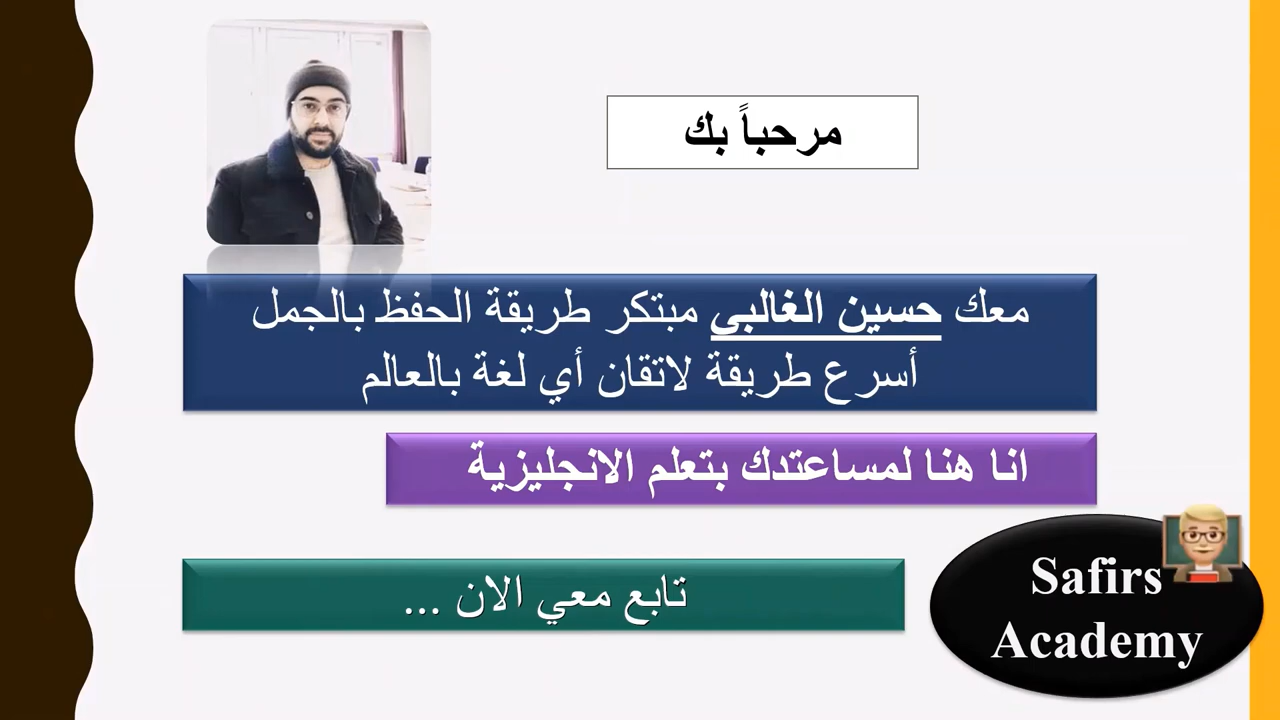 مرحباً بك
معك حسين الغالبي مبتكر طريقة الحفظ بالجمل
أسرع طريقة لاتقان أي لغة بالعالم
انا هنا لمساعتدك بتعلم الانجليزية
تابع معي الان ...
Safirs
Academy